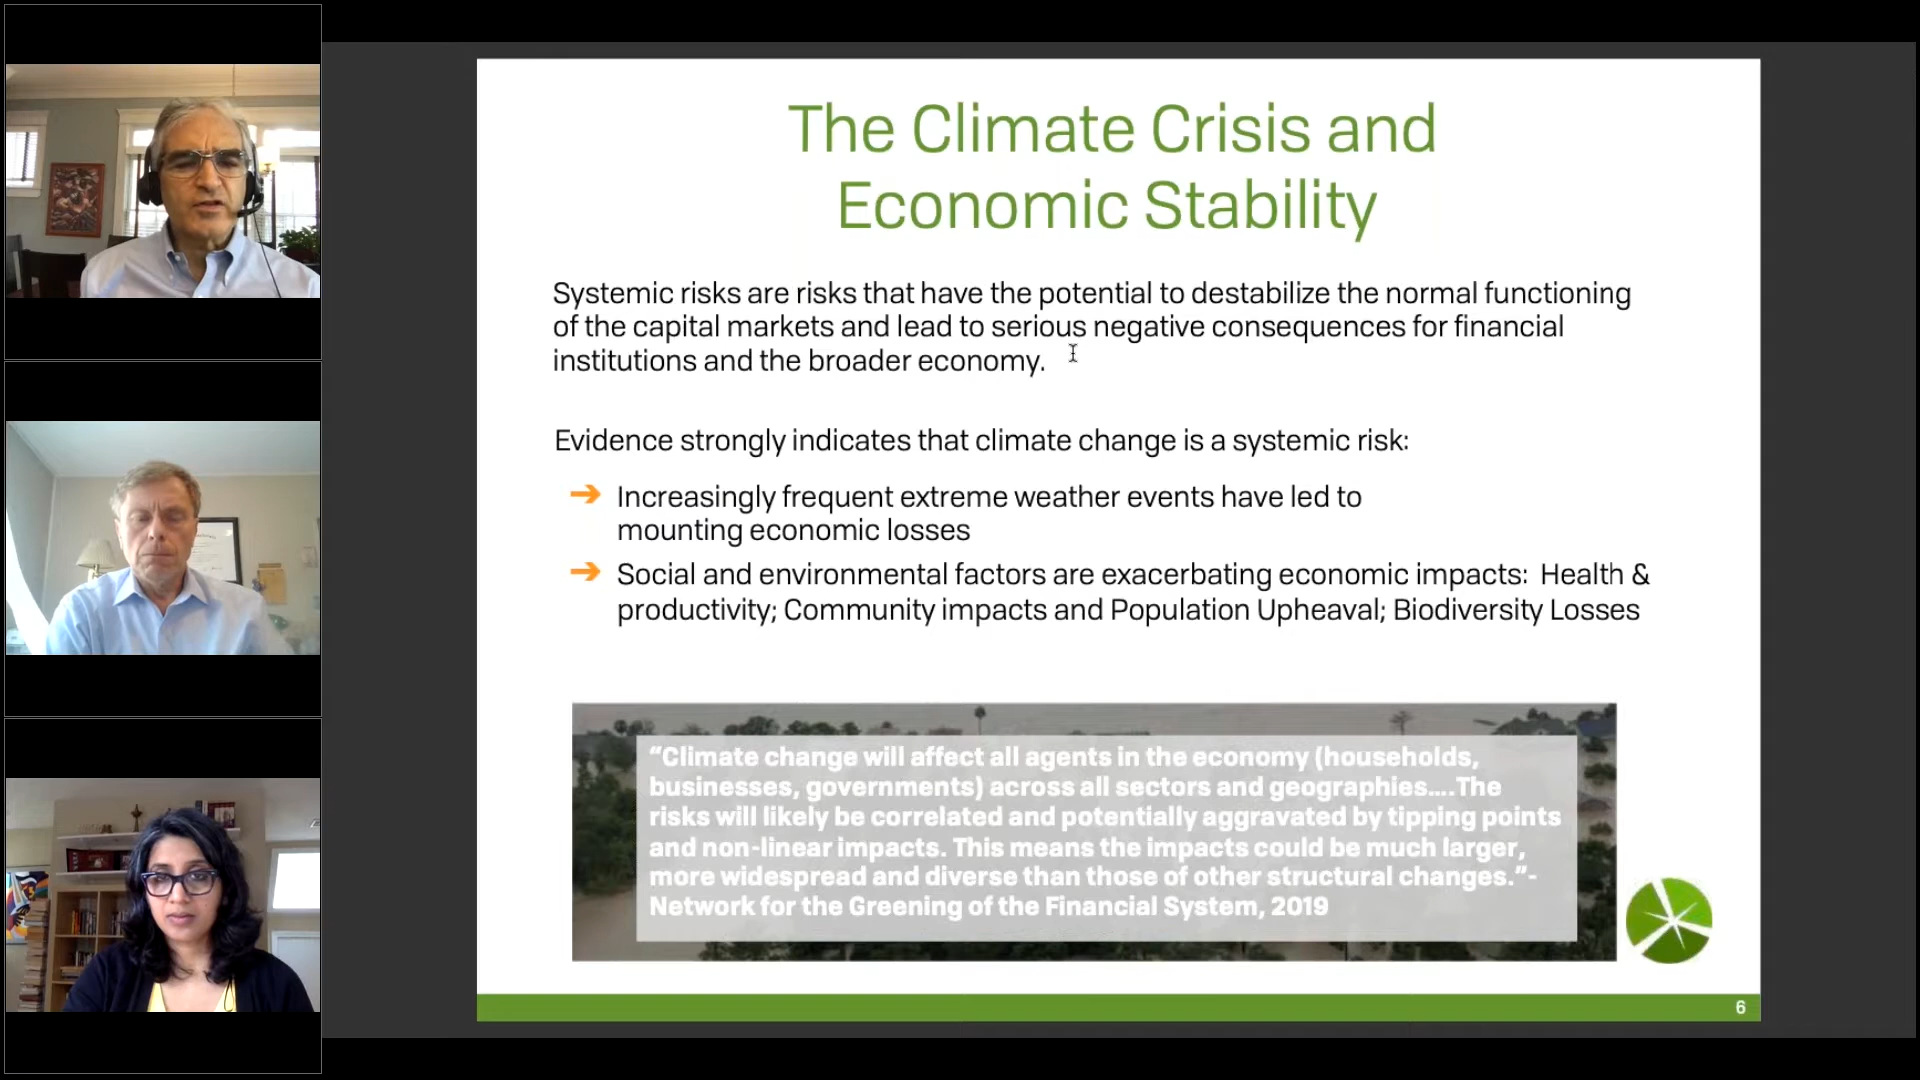 The Climate Crisis and
Economic Stability
Systemic risks are risks that have the potential to destabilize the normal functioning
of the capital markets and lead to serious negative consequences for financial
institutions and the broader economy.
Evidence strongly indicates that climate change is a systemic risk:
➔ Increasingly frequent extreme weather events have led to
mounting economic losses
➔ Social and environmental factors are exacerbating economic impacts: Health &
productivity; Community impacts and Population Upheaval; Biodiversity Losses
“Climate change will affect all agents in the economy (households,
businesses, governments) across all sectors and geographies....The
risks will likely be correlated and potentially aggravated by tipping points
and non-linear impacts. This means the impacts could be much larger,
more widespread and diverse than those of other structural changes.”-
Network for the Greening of the Financial System, 2019
6